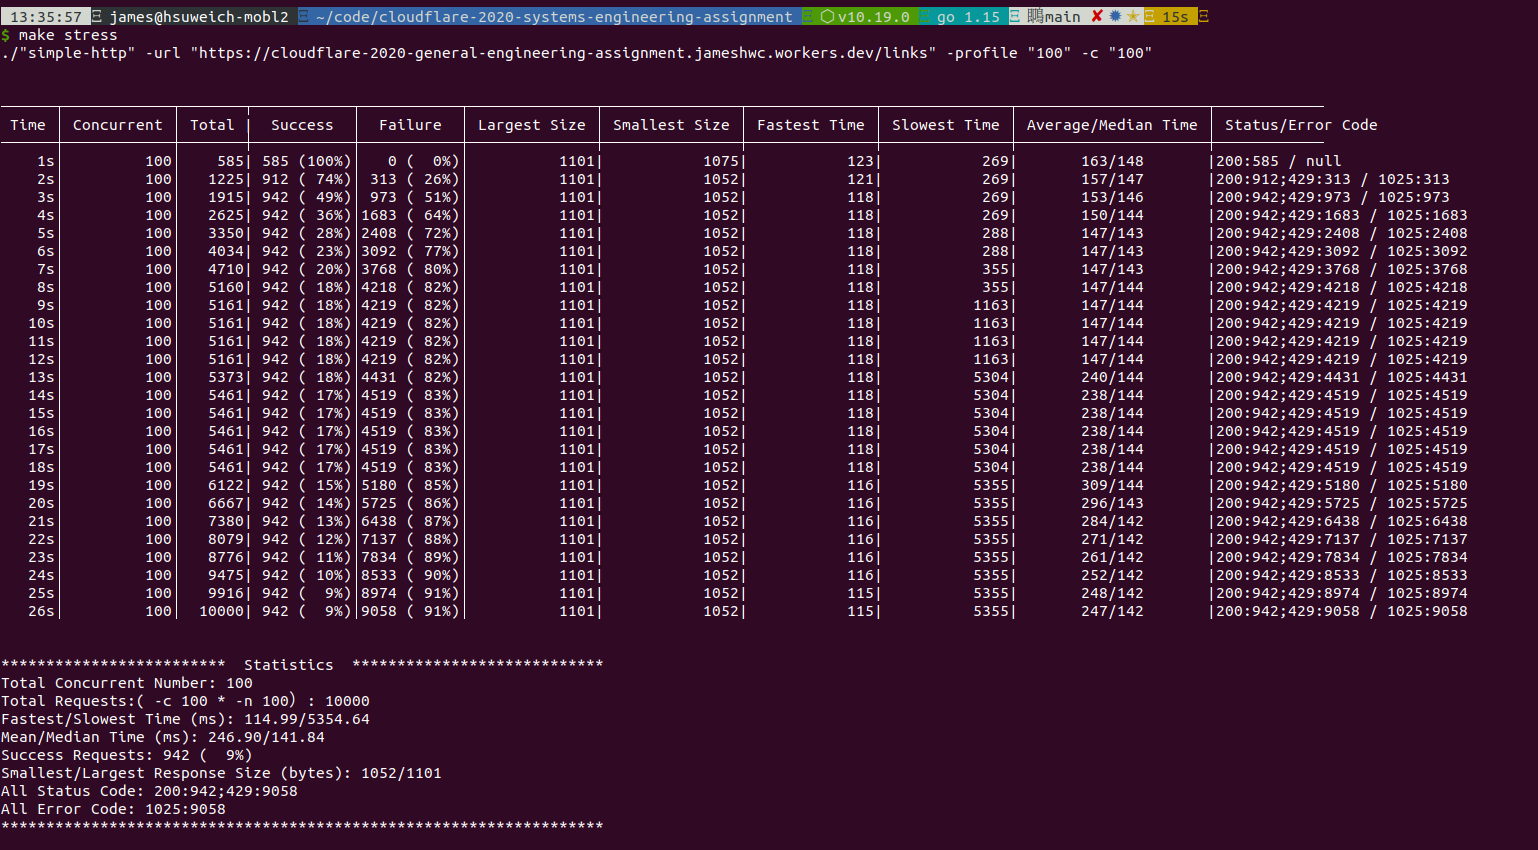 13:35:57 james@hsuweich-mobl2 ~/code/cloudflare-2020-systems-engineering-assignment v10.19.0 go 1.15 main ✘ 15s
$ make stress
./"simple-http" -url "https://cloudflare-2020-general-engineering-assignment.jameshwc.workers.dev/links" -profile "100" -c "100"
Time | Concurrent | Total | Success | Failure | Largest Size | Smallest Size | Fastest Time | Slowest Time | Average/Median Time | Status/Error Code
1s| 100| 585| 585 (100%)| 0 ( 0%)| 1101| 1075| 123| 269| 163/148 |200:585 / null
2s| 100| 1225| 912 ( 74%)| 313 ( 26%)| 1101| 1052| 121| 269| 157/147 |200:912;429:313 / 1025:313
3s| 100| 1915| 942 ( 49%)| 973 ( 51%)| 1101| 1052| 118| 269| 153/146 |200:942;429:973 / 1025:973
4s| 100| 2625| 942 ( 36%)|1683 ( 64%)| 1101| 1052| 118| 269| 150/144 |200:942;429:1683 / 1025:1683
5s| 100| 3350| 942 ( 28%)|2408 ( 72%)| 1101| 1052| 118| 288| 147/143 |200:942;429:2408 / 1025:2408
6s| 100| 4034| 942 ( 23%)|3092 ( 77%)| 1101| 1052| 118| 288| 147/143 |200:942;429:3092 / 1025:3092
7s| 100| 4710| 942 ( 20%)|3768 ( 80%)| 1101| 1052| 118| 355| 147/143 |200:942;429:3768 / 1025:3768
8s| 100| 5160| 942 ( 18%)|4218 ( 82%)| 1101| 1052| 118| 355| 147/144 |200:942;429:4218 / 1025:4218
9s| 100| 5161| 942 ( 18%)|4219 ( 82%)| 1101| 1052| 118| 1163| 147/144 |200:942;429:4219 / 1025:4219
10s| 100| 5161| 942 ( 18%)|4219 ( 82%)| 1101| 1052| 118| 1163| 147/144 |200:942;429:4219 / 1025:4219
11s| 100| 5161| 942 ( 18%)|4219 ( 82%)| 1101| 1052| 118| 1163| 147/144 |200:942;429:4219 / 1025:4219
12s| 100| 5161| 942 ( 18%)|4219 ( 82%)| 1101| 1052| 118| 1163| 147/144 |200:942;429:4219 / 1025:4219
13s| 100| 5373| 942 ( 18%)|4431 ( 82%)| 1101| 1052| 118| 5304| 240/144 |200:942;429:4431 / 1025:4431
14s| 100| 5461| 942 ( 17%)|4519 ( 83%)| 1101| 1052| 118| 5304| 238/144 |200:942;429:4519 / 1025:4519
15s| 100| 5461| 942 ( 17%)|4519 ( 83%)| 1101| 1052| 118| 5304| 238/144 |200:942;429:4519 / 1025:4519
16s| 100| 5461| 942 ( 17%)|4519 ( 83%)| 1101| 1052| 118| 5304| 238/144 |200:942;429:4519 / 1025:4519
17s| 100| 5461| 942 ( 17%)|4519 ( 83%)| 1101| 1052| 118| 5304| 238/144 |200:942;429:4519 / 1025:4519
18s| 100| 5461| 942 ( 17%)|4519 ( 83%)| 1101| 1052| 118| 5304| 238/144 |200:942;429:4519 / 1025:4519
19s| 100| 6122| 942 ( 15%)|5180 ( 85%)| 1101| 1052| 116| 5355| 309/144 |200:942;429:5180 / 1025:5180
20s| 100| 6667| 942 ( 14%)|5725 ( 86%)| 1101| 1052| 116| 5355| 296/143 |200:942;429:5725 / 1025:5725
21s| 100| 7380| 942 ( 13%)|6438 ( 87%)| 1101| 1052| 116| 5355| 284/142 |200:942;429:6438 / 1025:6438
22s| 100| 8079| 942 ( 12%)|7137 ( 88%)| 1101| 1052| 116| 5355| 271/142 |200:942;429:7137 / 1025:7137
23s| 100| 8776| 942 ( 11%)|7834 ( 89%)| 1101| 1052| 116| 5355| 261/142 |200:942;429:7834 / 1025:7834
24s| 100| 9475| 942 ( 10%)|8533 ( 90%)| 1101| 1052| 116| 5355| 252/142 |200:942;429:8533 / 1025:8533
25s| 100| 9916| 942 ( 9%)|8974 ( 91%)| 1101| 1052| 115| 5355| 248/142 |200:942;429:8974 / 1025:8974
26s| 100| 10000| 942 ( 9%)|9058 ( 91%)| 1101| 1052| 115| 5355| 247/142 |200:942;429:9058 / 1025:9058
************************* Statistics ****************************
Total Concurrent Number: 100
Total Requests:( -c 100 * -n 100) : 10000
Fastest/Slowest Time (ms): 114.99/5354.64
Mean/Median Time (ms): 246.90/141.84
Success Requests: 942 ( 9%)
Smallest/Largest Response Size (bytes): 1052/1101
All Status Code: 200:942;429:9058
All Error Code: 1025:9058
*******************************************************************